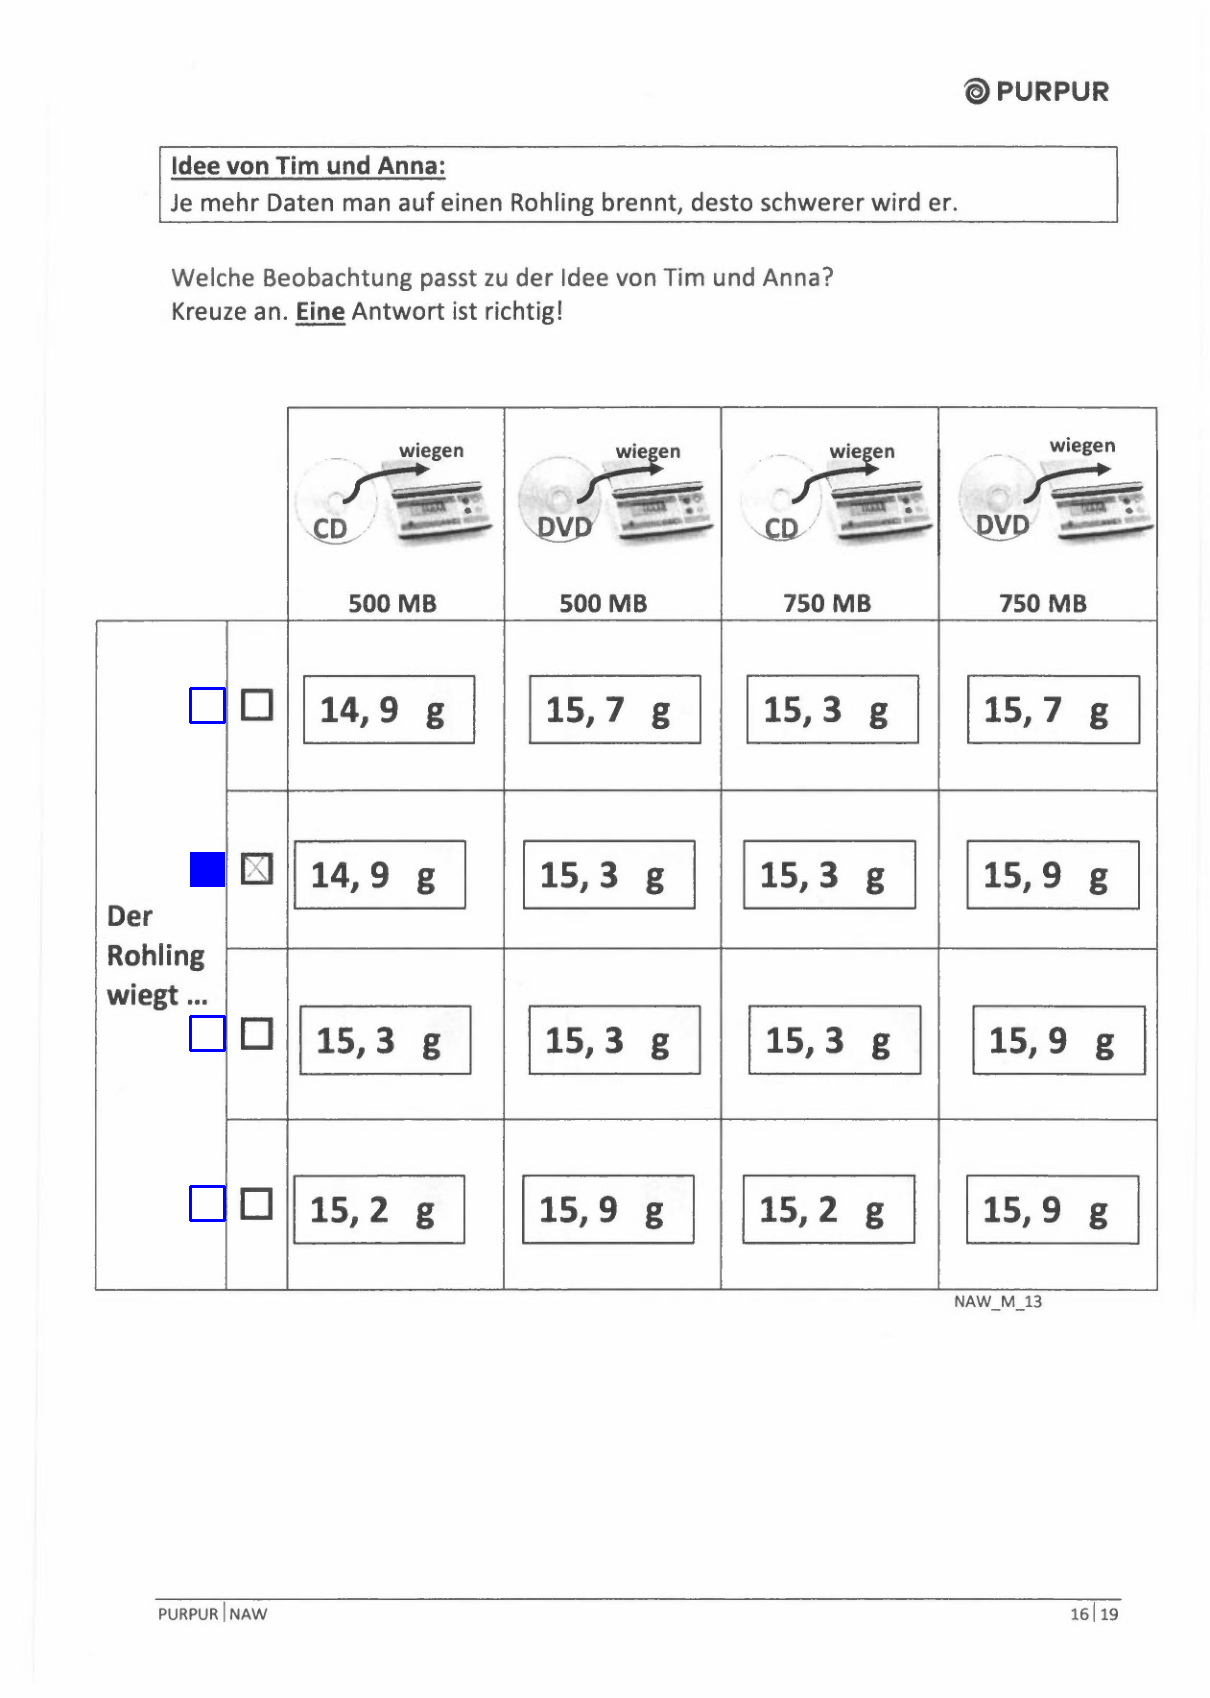 PURPUR
Idee von Tim und Anna:
Je mehr Daten man auf einen Rohling brennt, desto schwerer wird er.
Welche Beobachtung passt zu der Idee von Tim und Anna?
Kreuze an. Eine Antwort ist richtig!
wiegen wiegen wiegen wiegen
CD DVD CD DVD
500 MB 500 MB 750 MB 750 MB
14, 9 g 15, 7 g 15, 3 g 15, 7 g
14, 9 g 15, 3 g 15, 3 g 15, 9 g
Der
Rohling
wiegt ...
15, 3 g 15, 3 g 15, 3 g 15, 9 g
15, 2 g 15, 9 g 15, 2 g 15, 9 g
NAW_M_13
PURPUR | NAW 16 | 19